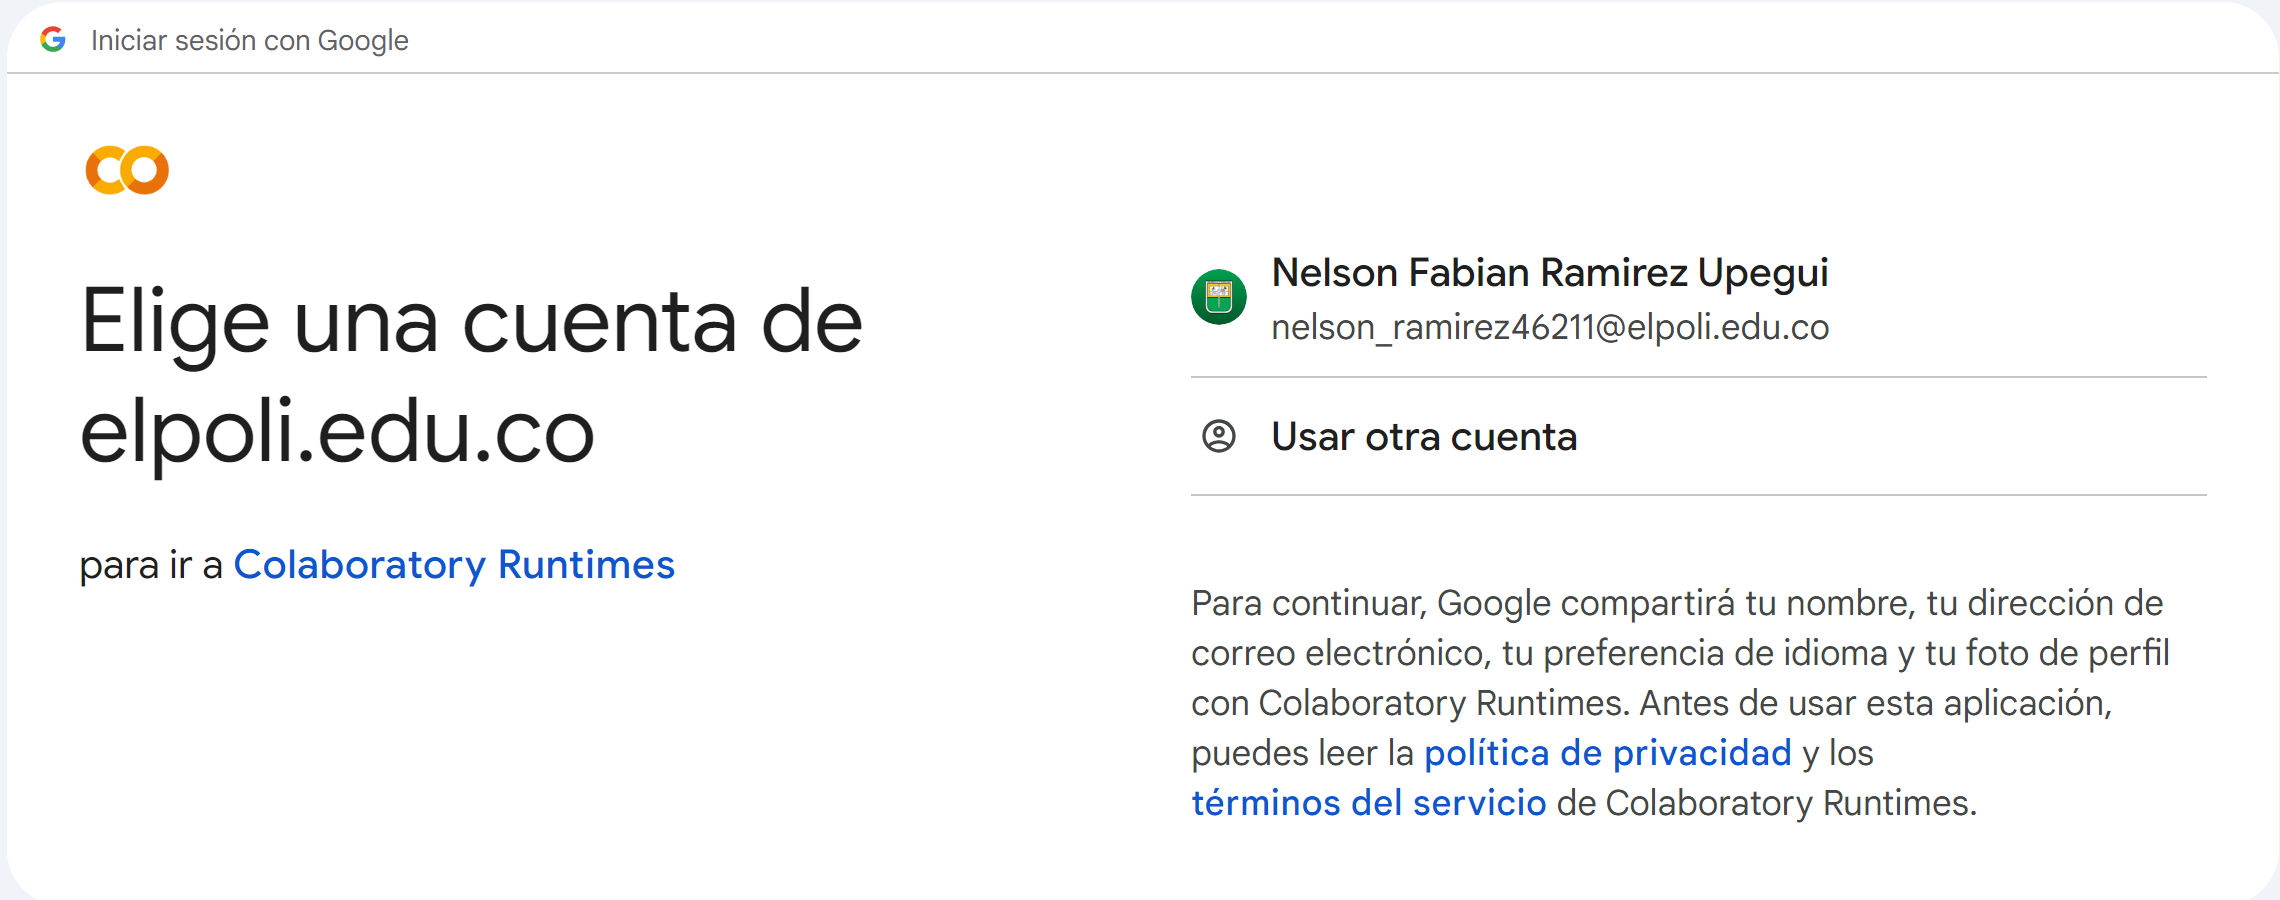 Iniciar sesión con Google
Elige una cuenta de
elpoli.edu.co
para ir a Colaboratory Runtimes
Nelson Fabian Ramirez Upegui
nelson_ramirez46211@elpoli.edu.co
Usar otra cuenta
Para continuar, Google compartirá tu nombre, tu dirección de
correo electrónico, tu preferencia de idioma y tu foto de perfil
con Colaboratory Runtimes. Antes de usar esta aplicación,
puedes leer la política de privacidad y los
términos del servicio de Colaboratory Runtimes.